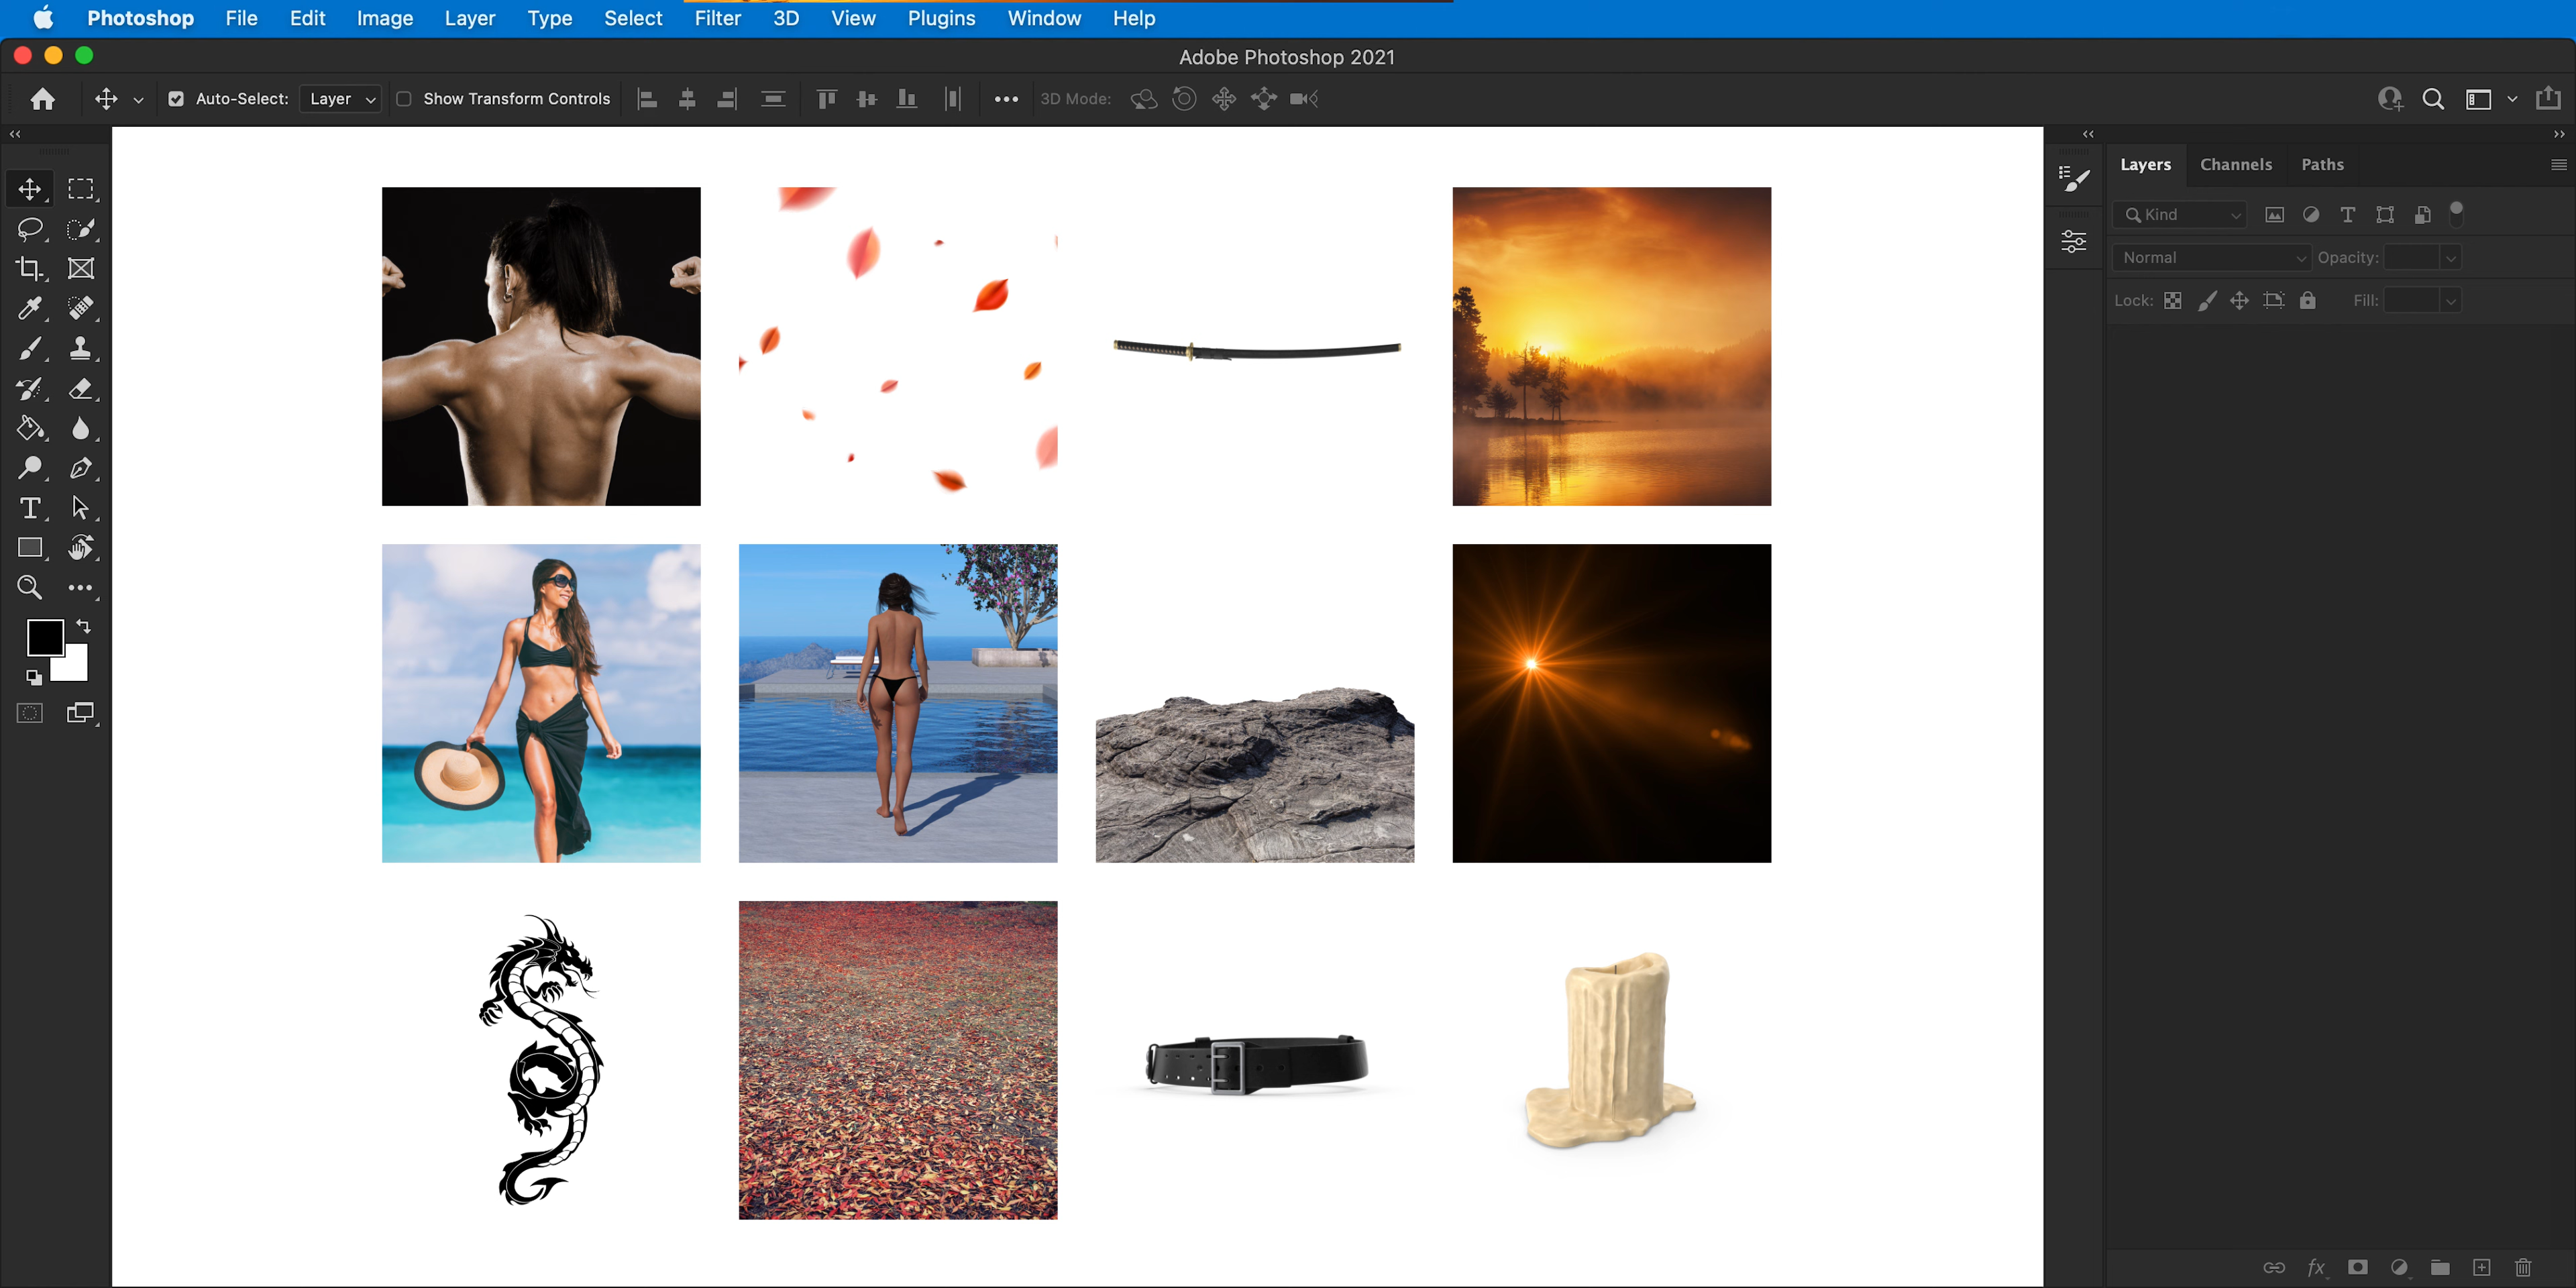 Photoshop File Edit Image Layer Type Select Filter 3D View Plugins Window Help
Adobe Photoshop 2021
Auto-Select: Layer Show Transform Controls 3D Mode:
Layers Channels Paths
Kind
Normal Opacity:
Lock: Fill:
fx